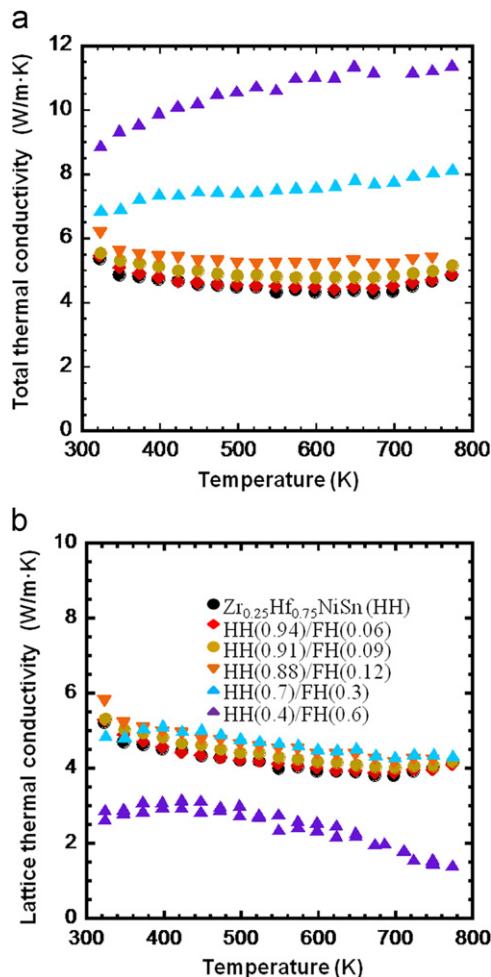 a
Total thermal conductivity (W/m·K)
12
10
8
6
4
2
0
300 400 500 600 700 800
Temperature (K)
b
Lattice thermal conductivity (W/m·K)
10
8
6
4
2
0
Zr0.25Hf0.75NiSn (HH)
HH(0.94)/FH(0.06)
HH(0.91)/FH(0.09)
HH(0.88)/FH(0.12)
HH(0.7)/FH(0.3)
HH(0.4)/FH(0.6)
300 400 500 600 700 800
Temperature (K)